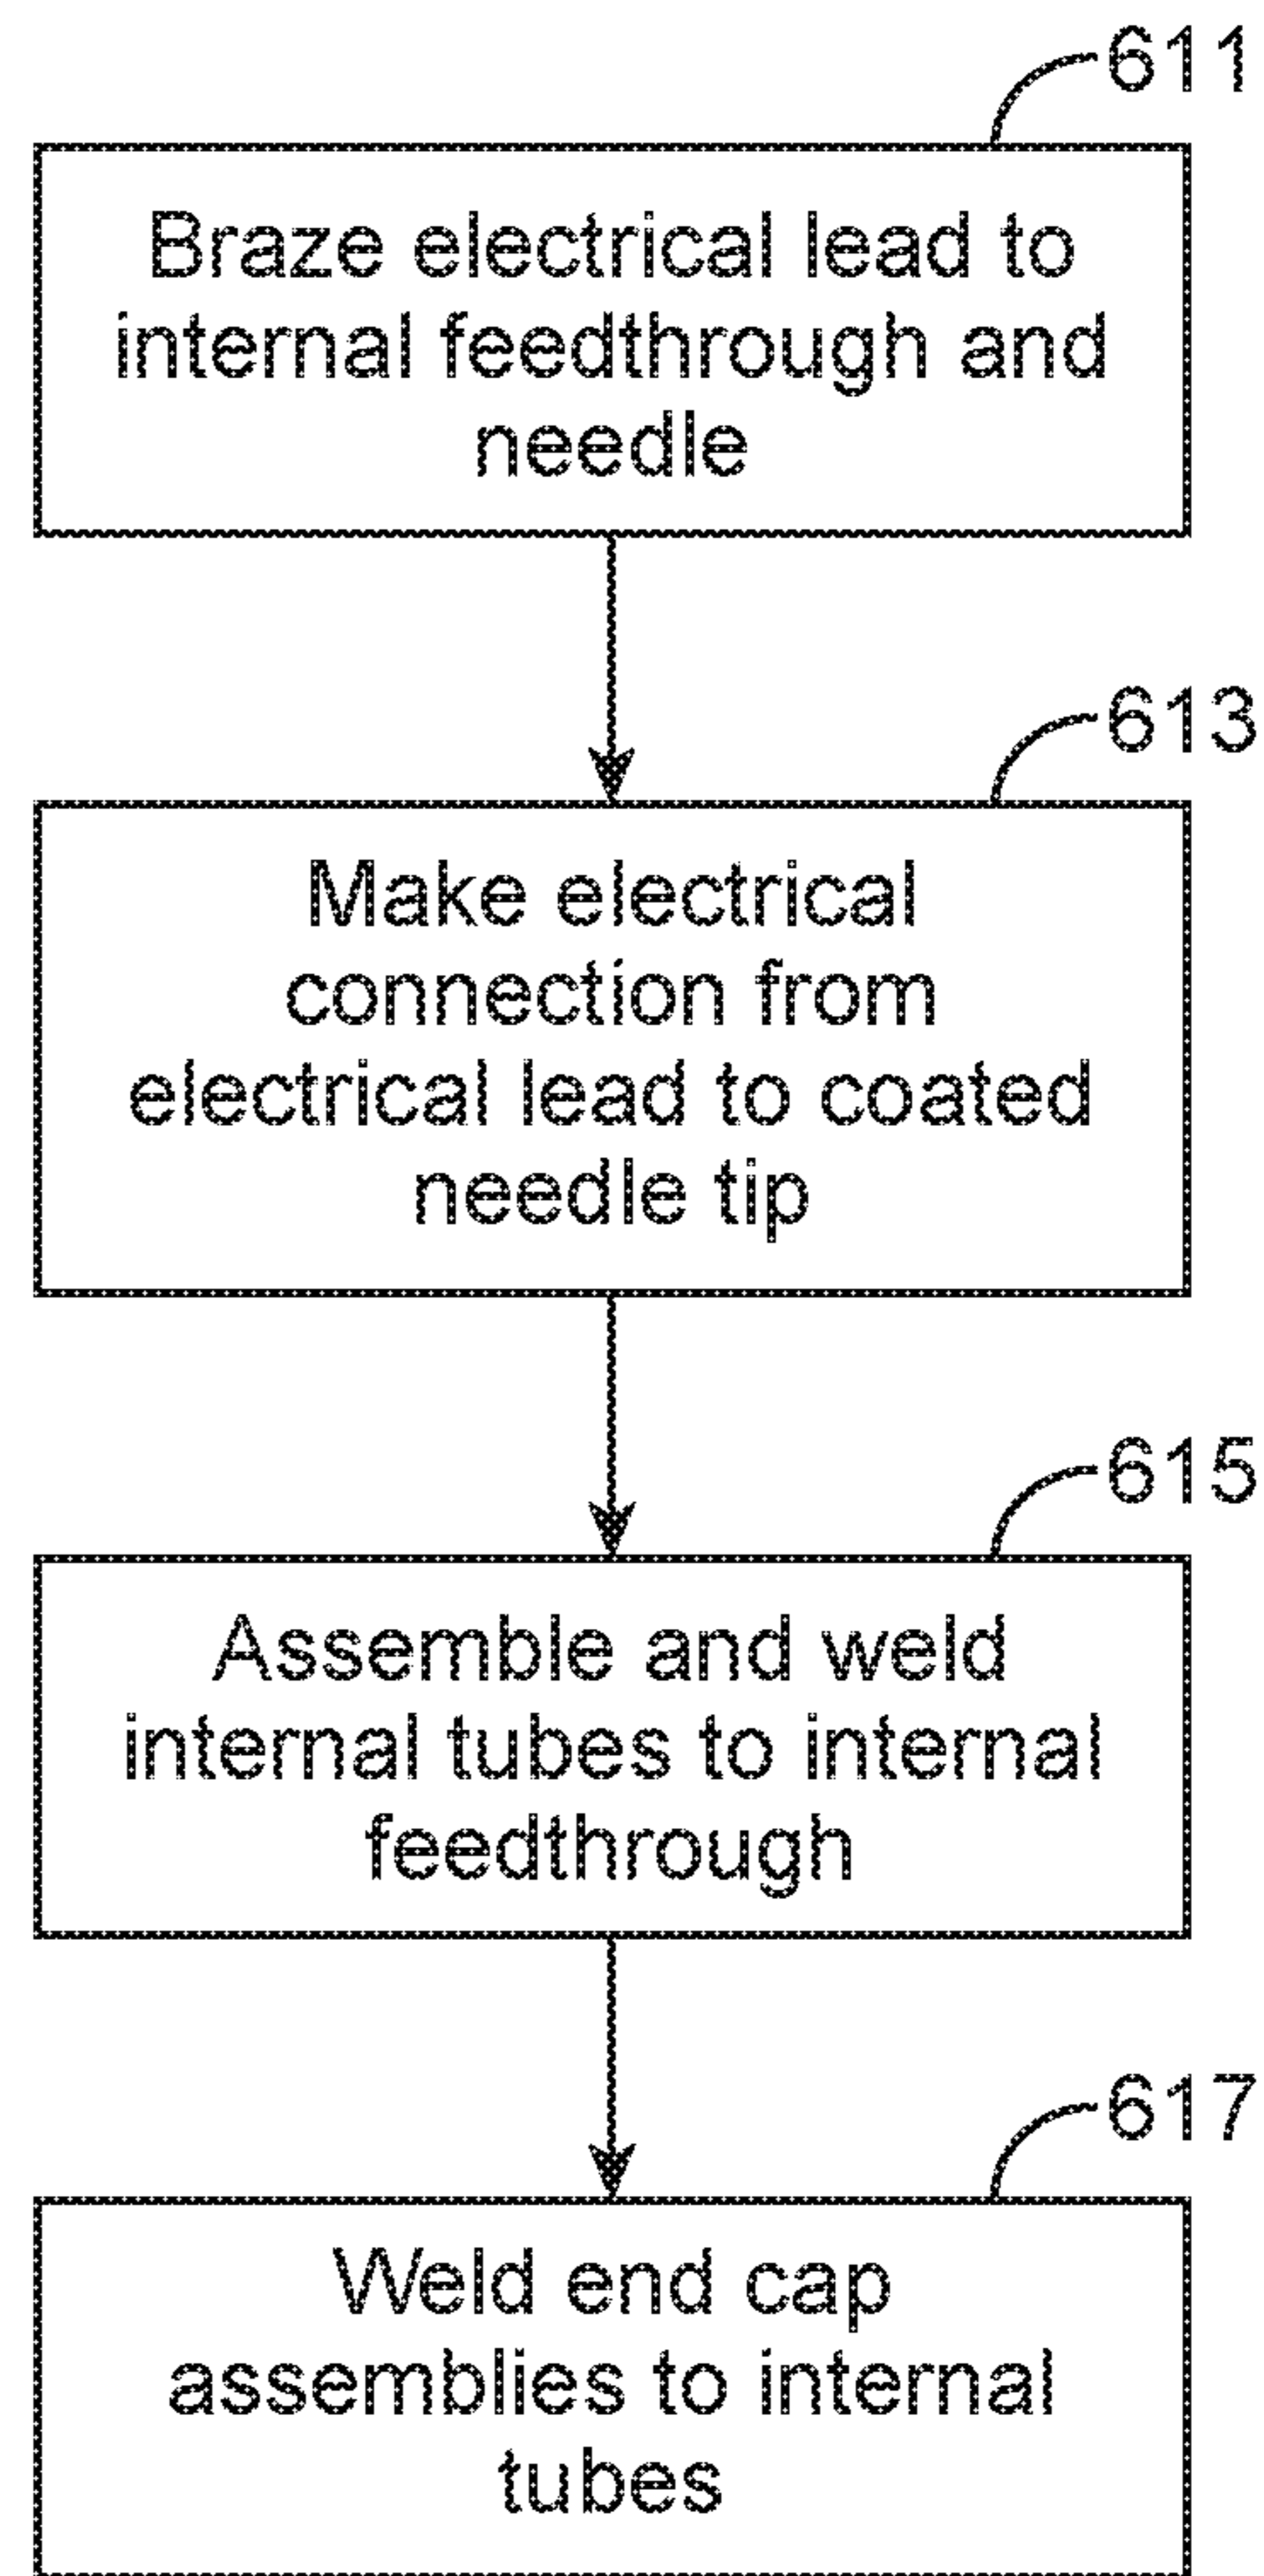 611
Braze electrical lead to
internal feedthrough and
needle
613
Make electrical
connection from
electrical lead to coated
needle tip
615
Assemble and weld
internal tubes to internal
feedthrough
617
Weld end cap
assemblies to internal
tubes